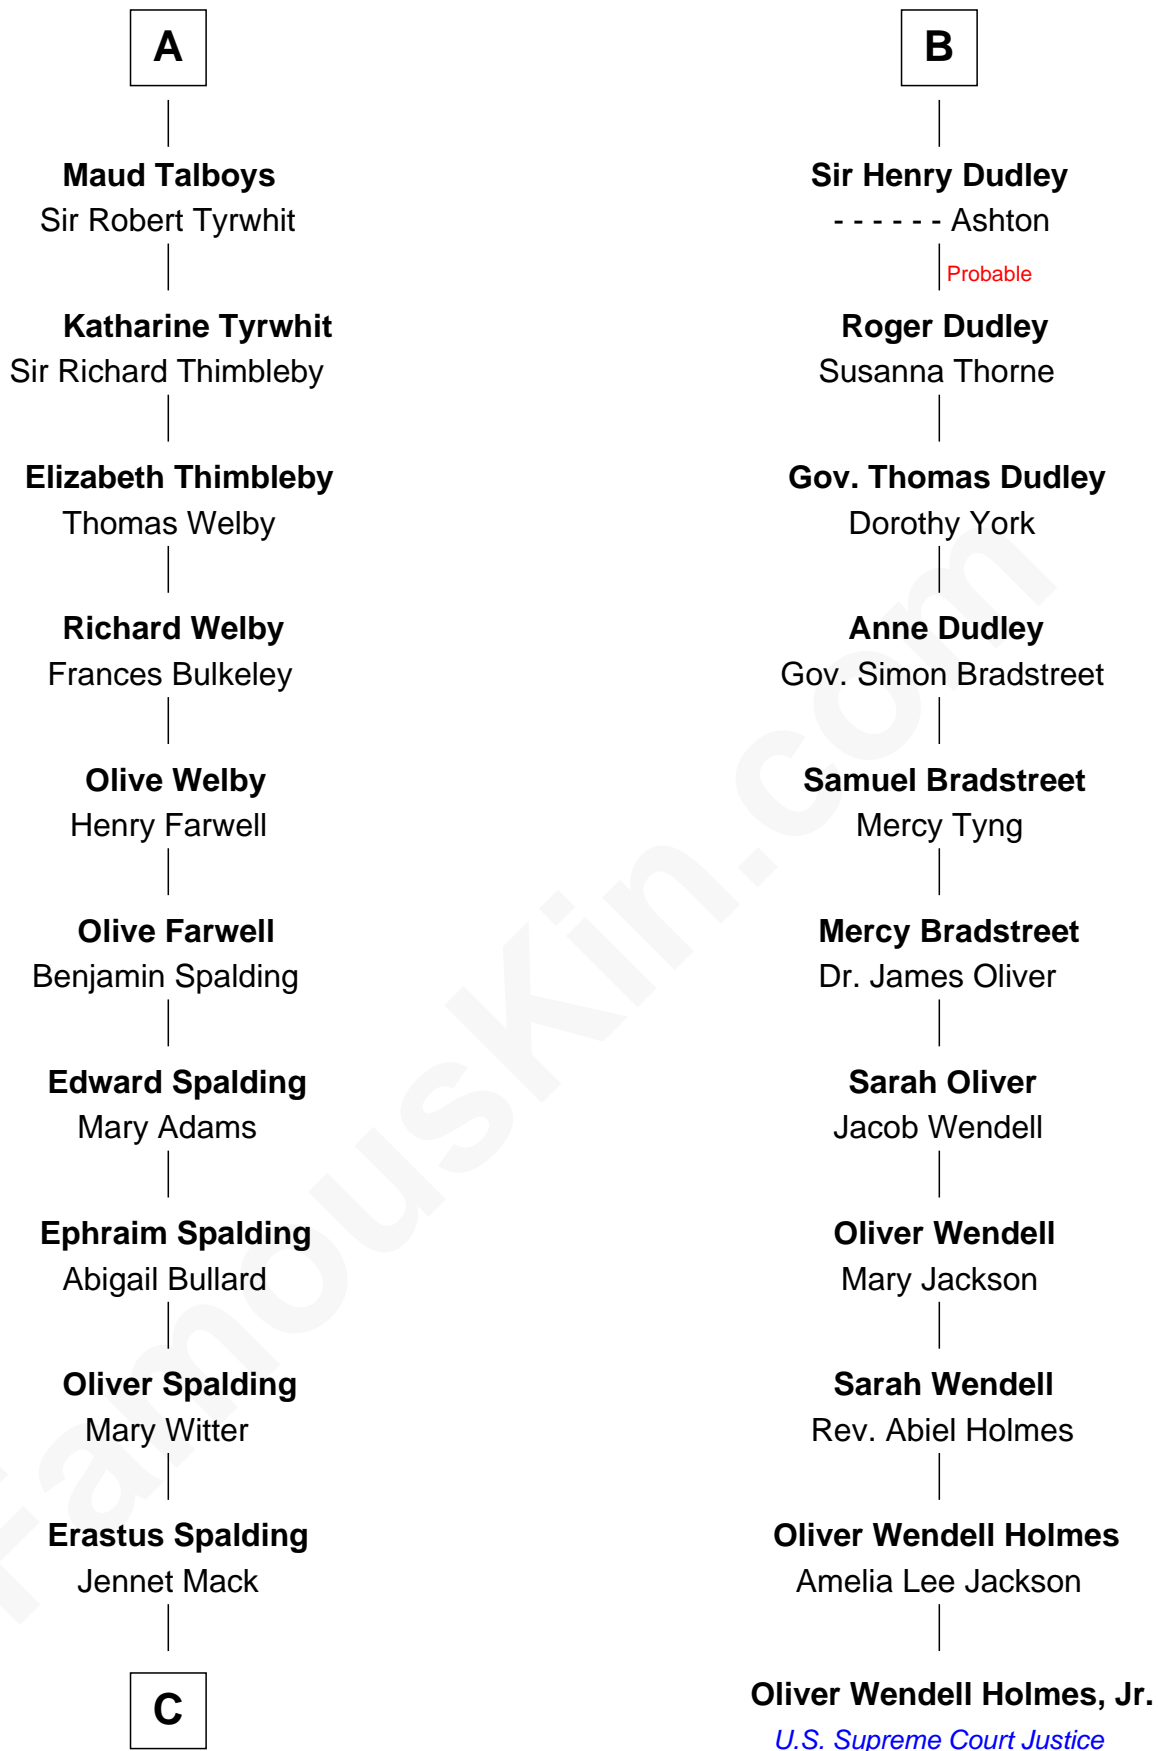 A
Maud Talboys
Sir Robert Tyrwhit
Katharine Tyrwhit
Sir Richard Thimbleby
Elizabeth Thimbleby
Thomas Welby
Richard Welby
Frances Bulkeley
Olive Welby
Henry Farwell
Olive Farwell
Benjamin Spalding
Edward Spalding
Mary Adams
Ephraim Spalding
Abigail Bullard
Oliver Spalding
Mary Witter
Erastus Spalding
Jennet Mack
C
B
Sir Henry Dudley
- - - - - - Ashton
Probable
Roger Dudley
Susanna Thorne
Gov. Thomas Dudley
Dorothy York
Anne Dudley
Gov. Simon Bradstreet
Samuel Bradstreet
Mercy Tyng
Mercy Bradstreet
Dr. James Oliver
Sarah Oliver
Jacob Wendell
Oliver Wendell
Mary Jackson
Sarah Wendell
Rev. Abiel Holmes
Oliver Wendell Holmes
Amelia Lee Jackson
Oliver Wendell Holmes, Jr.
U.S. Supreme Court Justice
FamousKin.com